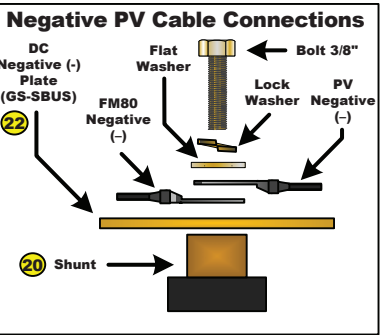 Negative PV Cable Connections
DC
Negative (-)
Plate
(GS-SBUS)
22
Flat
Washer
Bolt 3/8"
FM80
Negative
(–)
Lock
Washer
PV
Negative
(–)
20 Shunt